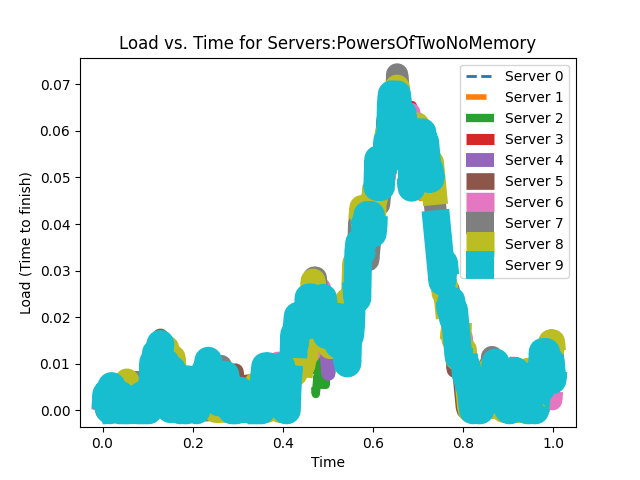 Load vs. Time for Servers:PowersOfTwoNoMemory
Load (Time to finish)
0.07
0.06
0.05
0.04
0.03
0.02
0.01
0.00
0.0 0.2 0.4 0.6 0.8 1.0
Time
Server 0
Server 1
Server 2
Server 3
Server 4
Server 5
Server 6
Server 7
Server 8
Server 9